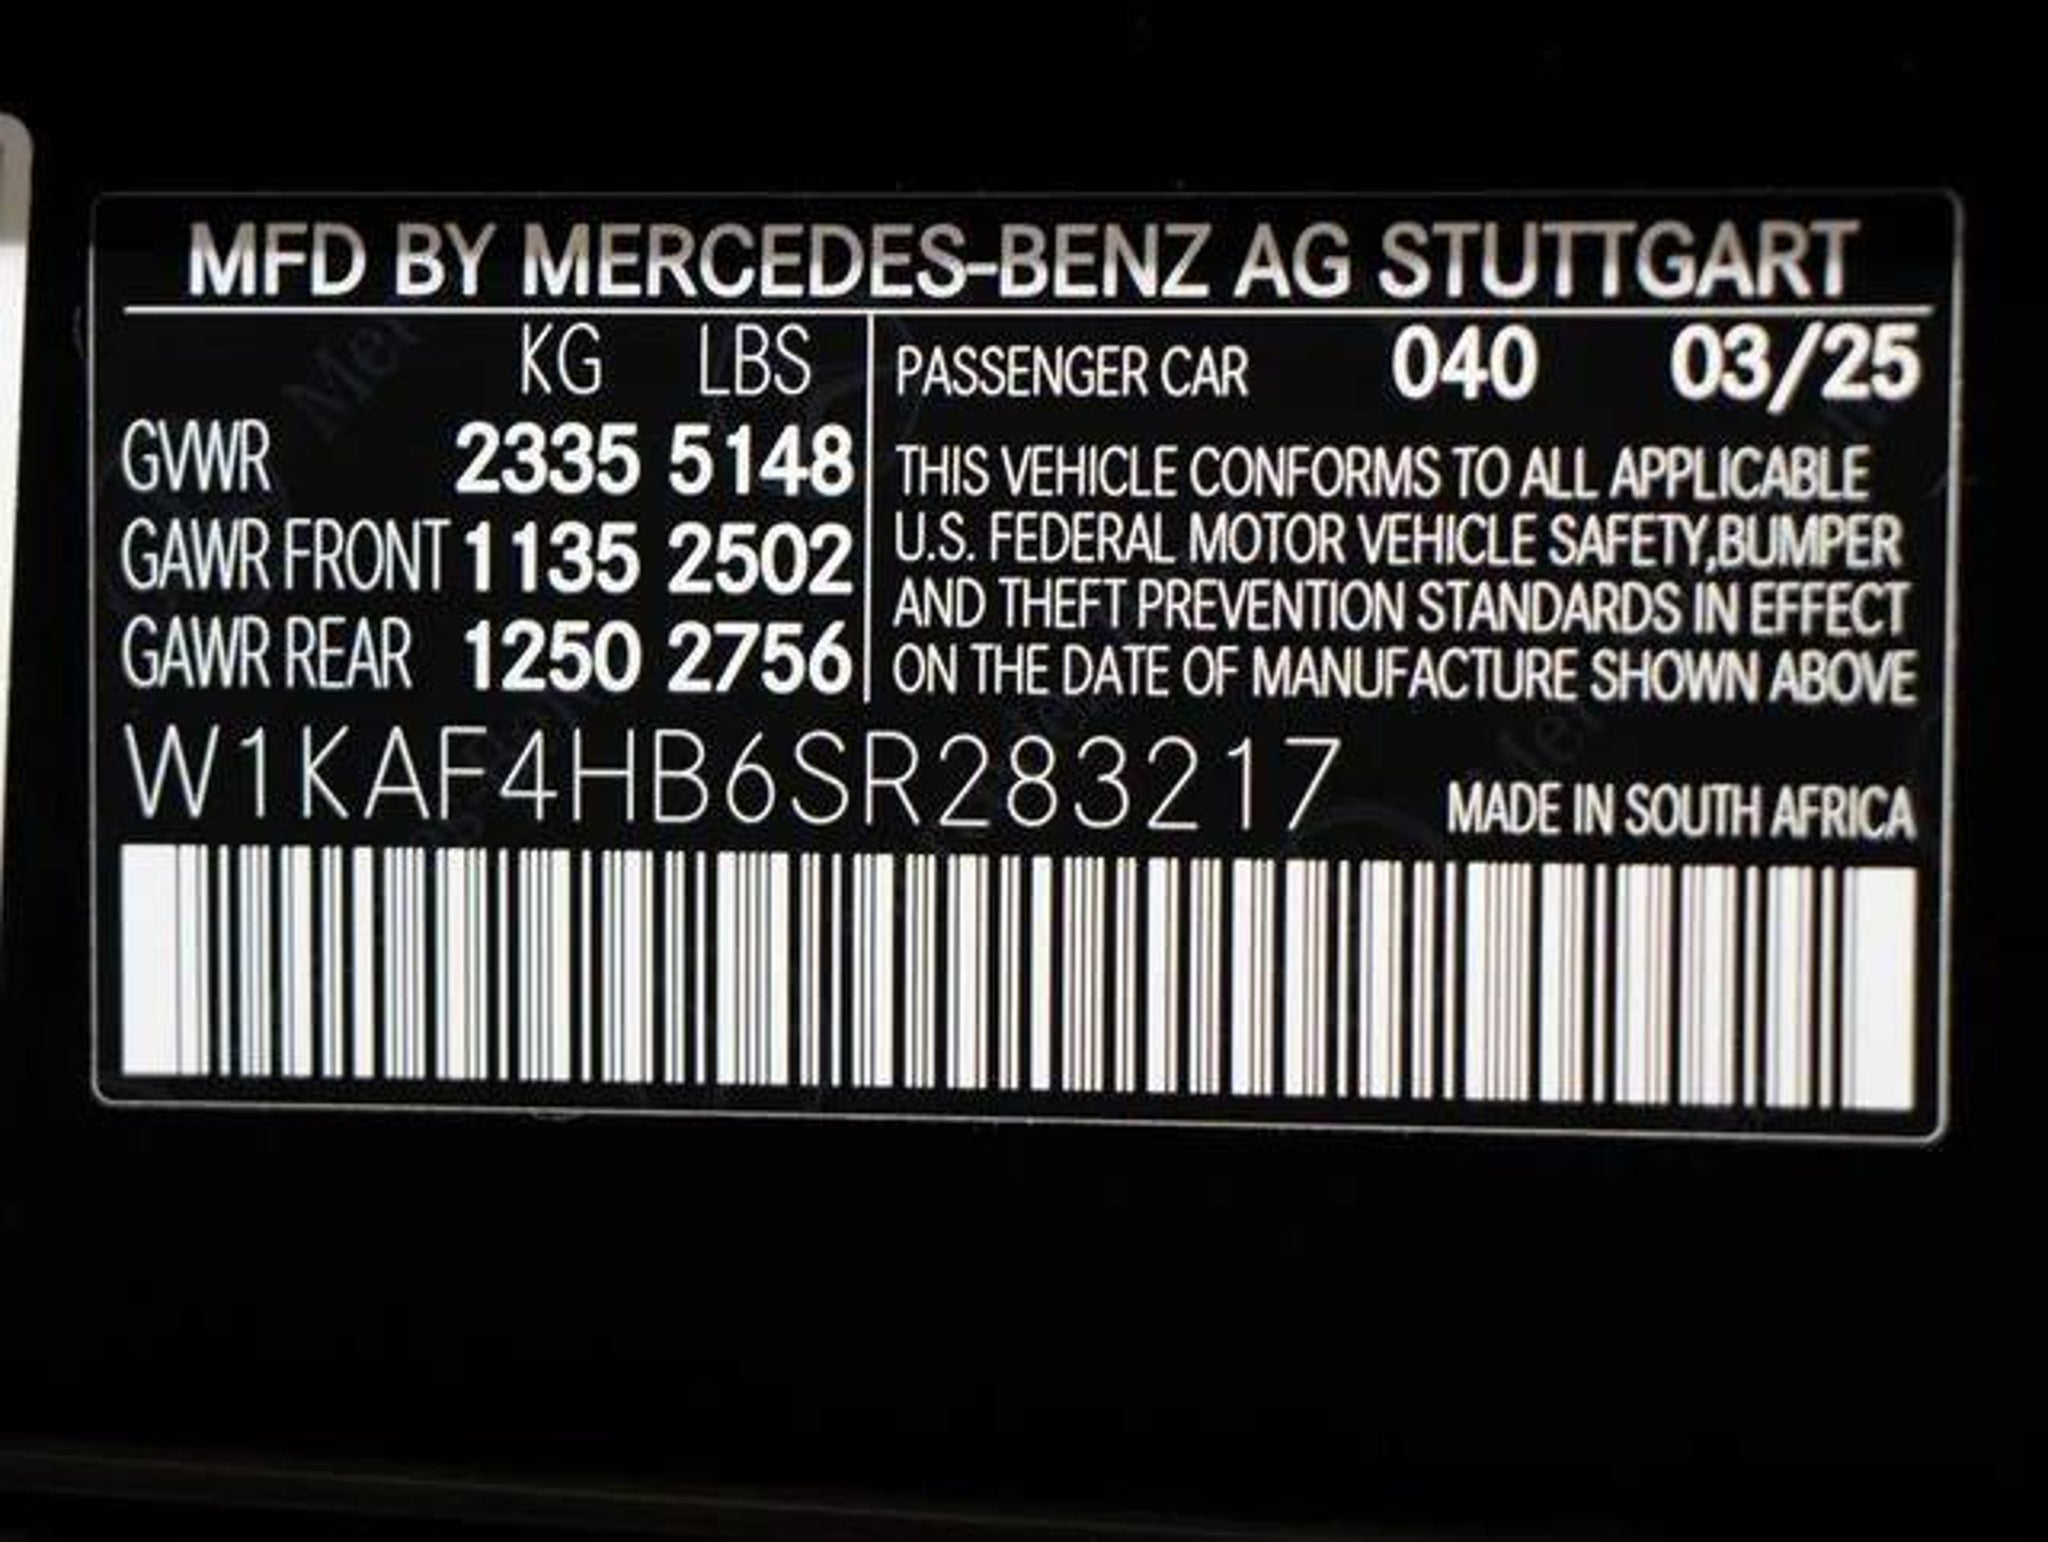 MFD BY MERCEDES-BENZ AG STUTTGART
KG LBS
GVWR 2335 5148
GAWR FRONT 1135 2502
GAWR REAR 1250 2756
PASSENGER CAR 040 03/25
THIS VEHICLE CONFORMS TO ALL APPLICABLE
U.S. FEDERAL MOTOR VEHICLE SAFETY,BUMPER
AND THEFT PREVENTION STANDARDS IN EFFECT
ON THE DATE OF MANUFACTURE SHOWN ABOVE
W1KAF4HB6SR283217
MADE IN SOUTH AFRICA